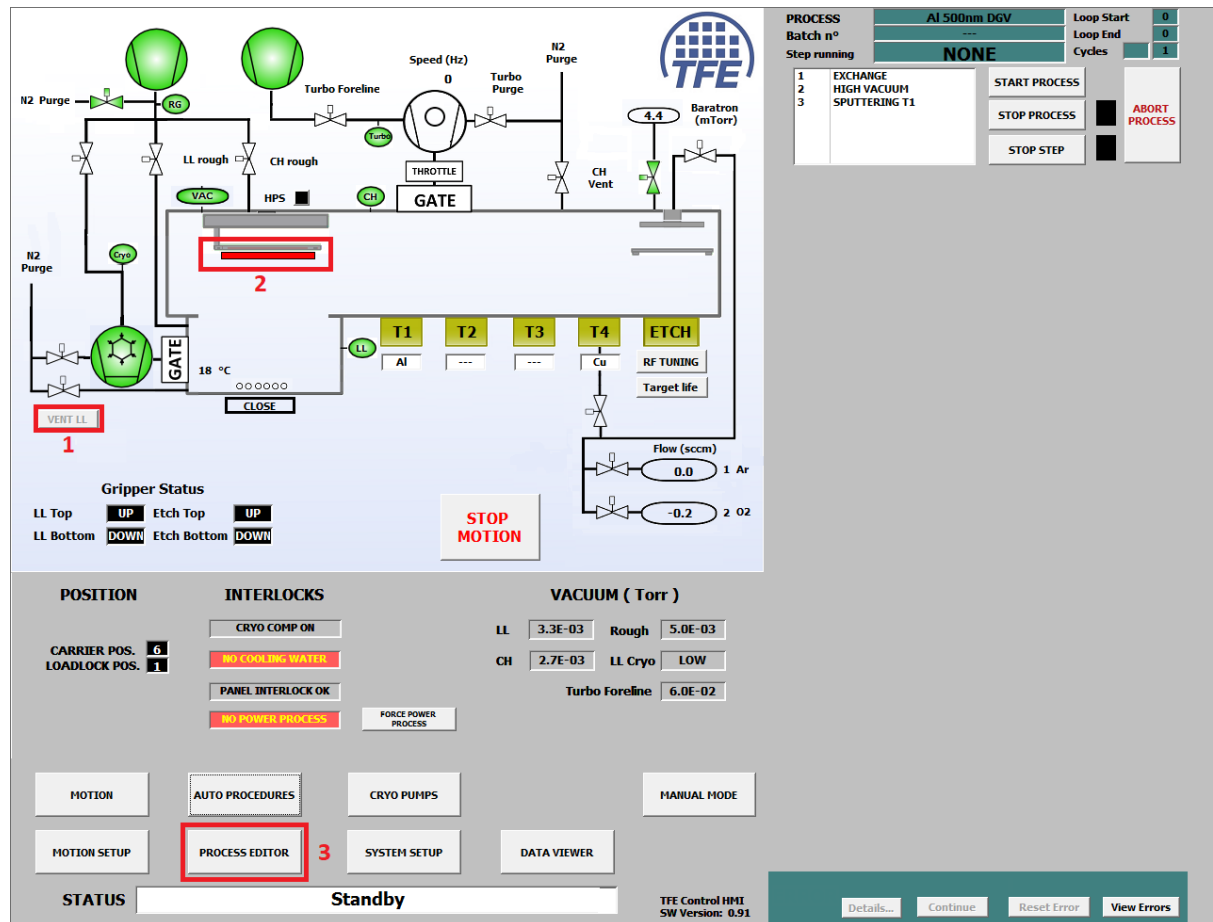 PROCESS Al 500nm DGV Loop Start 0
Batch nº --- Loop End 0
Step running NONE Cycles 1
1 EXCHANGE
2 HIGH VACUUM
3 SPUTTERING T1
START PROCESS
STOP PROCESS
STOP STEP
ABORT
PROCESS
TFE
Speed (Hz)
0
N2
Purge
Turbo Foreline
Turbo
Purge
N2 Purge
RG
Turbo
4.4
Baratron
(mTorr)
LL rough
CH rough
THROTTLE
CH
Vent
VAC
HPS
CH
GATE
N2
Purge
Cryo
2
GATE
18 °C
CLOSE
LL
T1 T2 T3 T4 ETCH
Al --- --- Cu
RF TUNING
Target life
VENT LL
1
Flow (sccm)
0.0 1 Ar
-0.2 2 O2
Gripper Status
LL Top UP Etch Top UP
LL Bottom DOWN Etch Bottom DOWN
STOP
MOTION
POSITION
CARRIER POS. 6
LOADLOCK POS. 1
INTERLOCKS
CRYO COMP ON
NO COOLING WATER
PANEL INTERLOCK OK
NO POWER PROCESS
FORCE POWER
PROCESS
VACUUM ( Torr )
LL 3.3E-03 Rough 5.0E-03
CH 2.7E-03 LL Cryo LOW
Turbo Foreline 6.0E-02
MOTION AUTO PROCEDURES CRYO PUMPS MANUAL MODE
MOTION SETUP PROCESS EDITOR 3 SYSTEM SETUP DATA VIEWER
STATUS Standby
TFE Control HMI
SW Version: 0.91
Details... Continue Reset Error View Errors